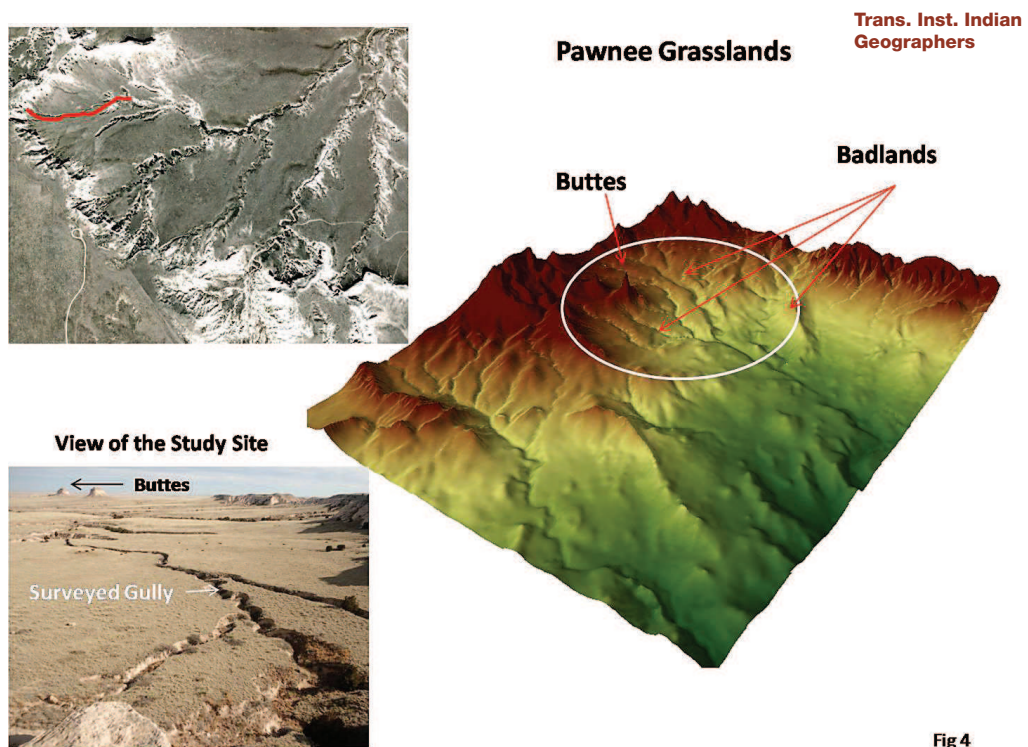 Trans. Inst. Indian
Geographers
Pawnee Grasslands
Badlands
Buttes
View of the Study Site
Buttes
Surveyed Gully
Fig 4